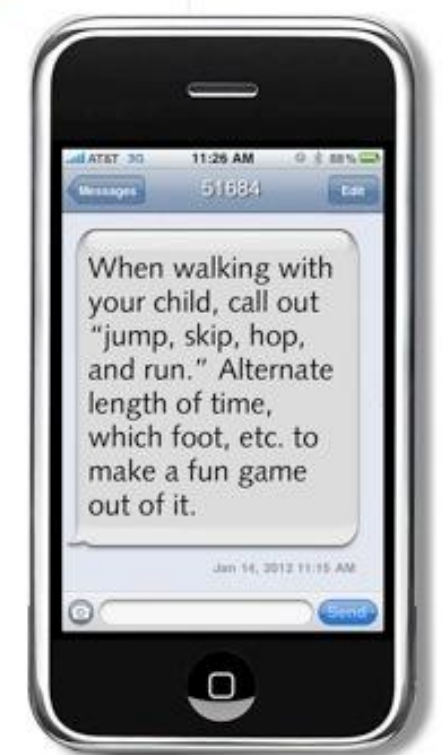 AT&T 3G 11:26 AM 88%
Messages 51684 Edit
When walking with
your child, call out
“jump, skip, hop,
and run.” Alternate
length of time,
which foot, etc. to
make a fun game
out of it.
Jan 14, 2013 11:15 AM
Send